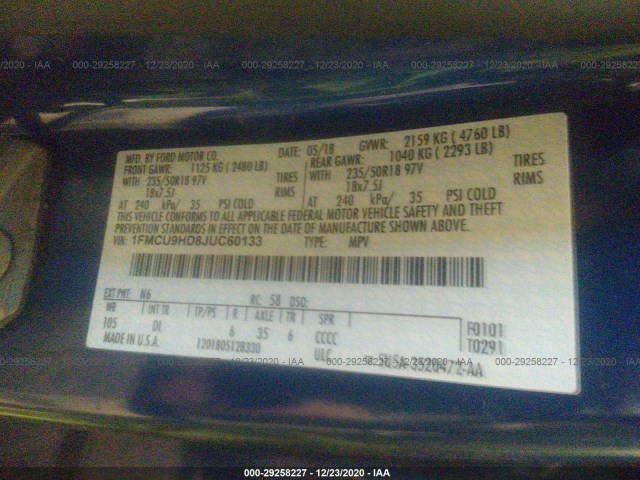 000-29258227 - 12/23/2020 - IAA
MFD. BY FORD MOTOR CO. DATE: 05/18 GVWR: 2159 KG ( 4760 LB)
FRONT GAWR: 1125 KG ( 2480 LB) REAR GAWR: 1040 KG ( 2293 LB)
WITH 235/50R18 97V TIRES WITH 235/50R18 97V TIRES
18x7.5J RIMS 18x7.5J RIMS
AT 240 kPa/ 35 PSI COLD AT 240 kPa/ 35 PSI COLD
THIS VEHICLE CONFORMS TO ALL APPLICABLE FEDERAL MOTOR VEHICLE SAFETY AND THEFT
PREVENTION STANDARDS IN EFFECT ON THE DATE OF MANUFACTURE SHOWN ABOVE.
VIN: 1FMCU9HD8JUC60133 TYPE: MPV
EXT PNT: N6 RC: 58 DSO:
WB INT TR TP/PS R AXLE TR SPR
105 DL 6 35 6 CCCC F0101
MADE IN U.S.A. 1201805128330 ULC T0291
000-29258227 - 12/23/2020 - IAA